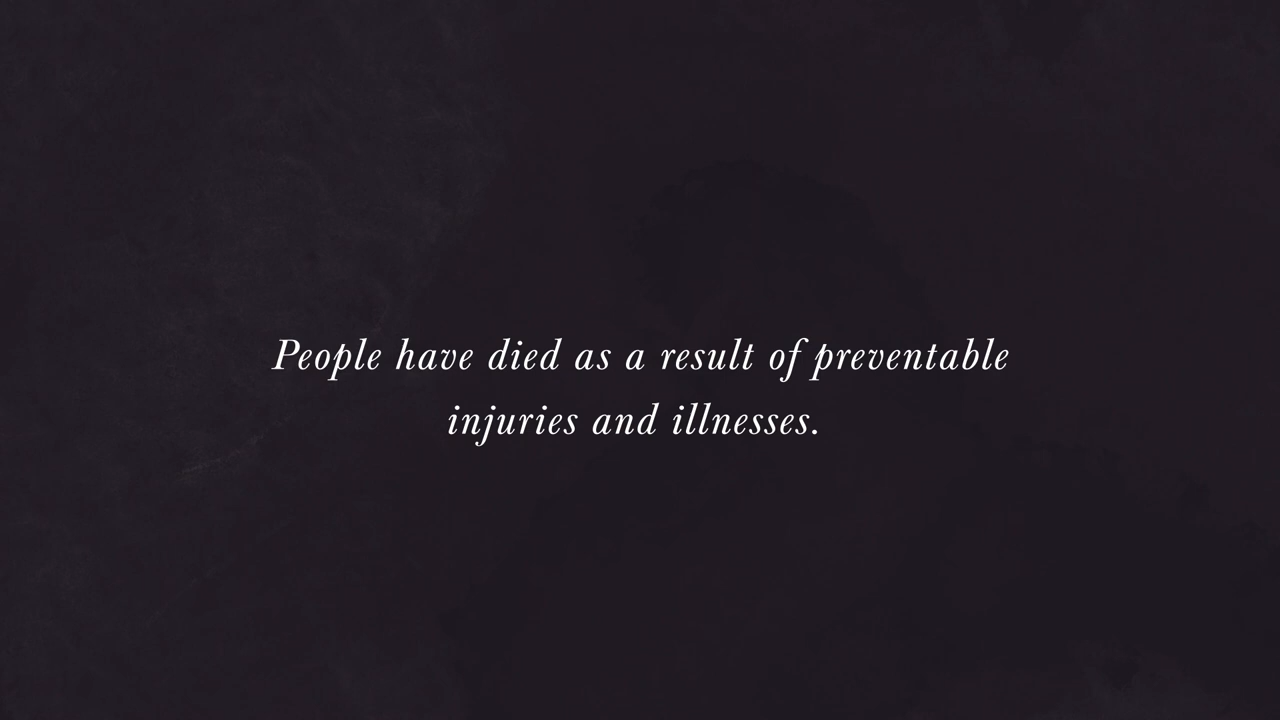 People have died as a result of preventable
injuries and illnesses.